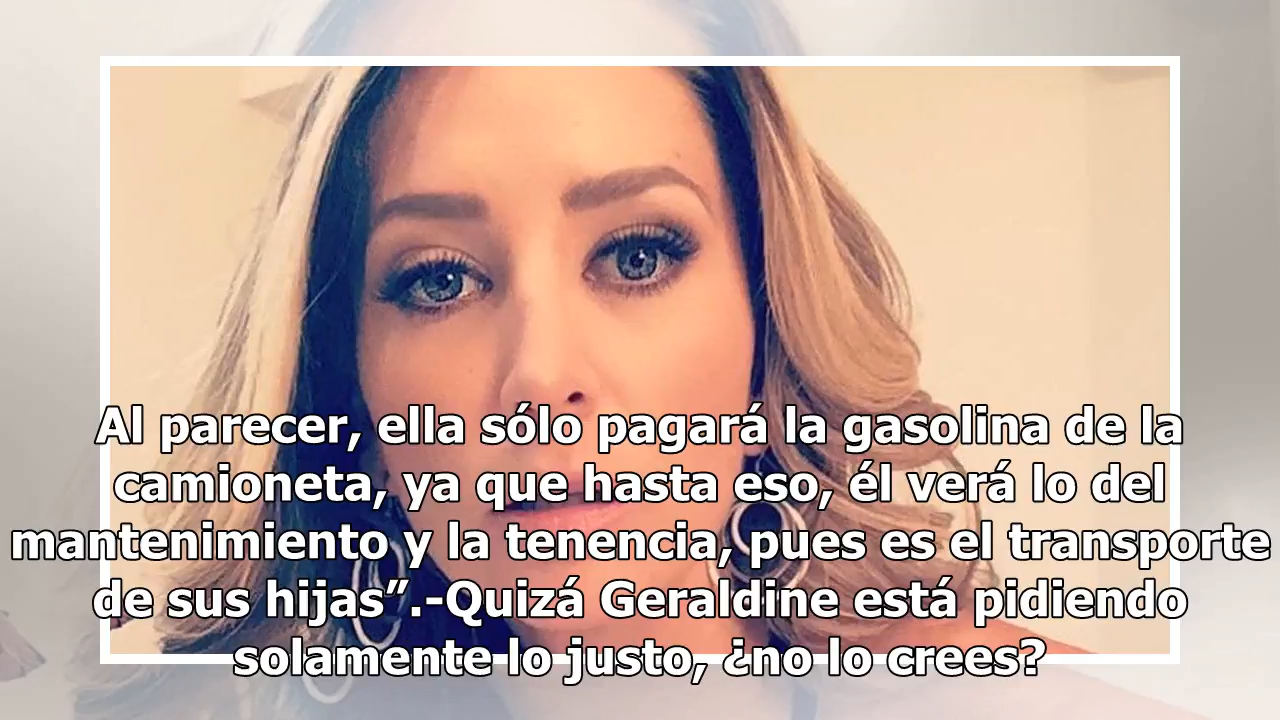 Al parecer, ella sólo pagará la gasolina de la
camioneta, ya que hasta eso, él verá lo del
mantenimiento y la tenencia, pues es el transporte
de sus hijas”.-Quizá Geraldine está pidiendo
solamente lo justo, ¿no lo crees?